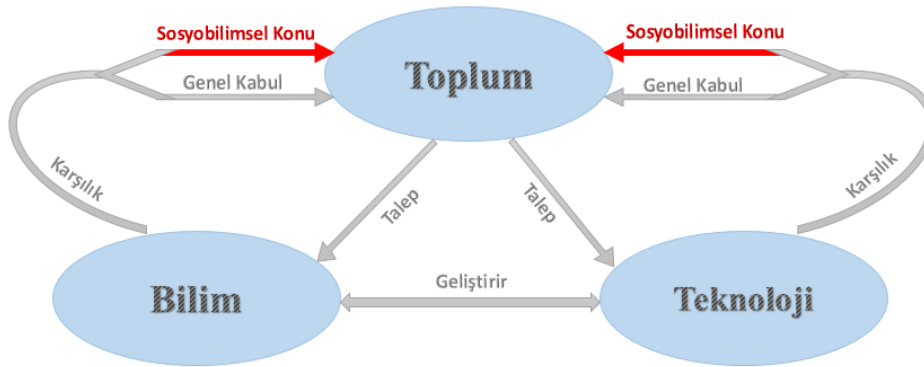 Sosyobilimsel Konu
Sosyobilimsel Konu
Toplum
Genel Kabul
Genel Kabul
Karşılık
Talep
Talep
Karşılık
Geliştirir
Bilim
Teknoloji